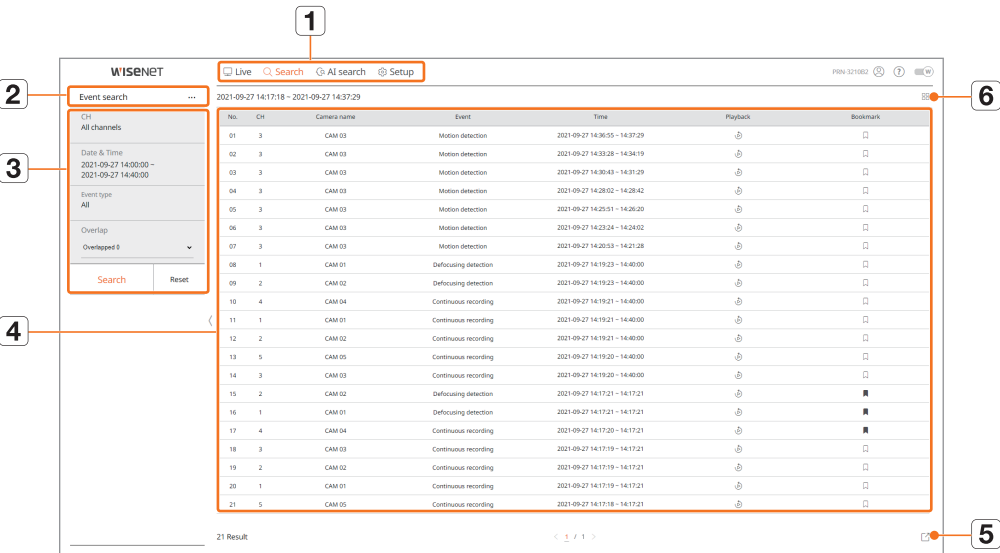 1
WISENET
Live Search AI search Setup
PRN-3210B2 ? W
2
Event search ...
2021-09-27 14:17:18 ~ 2021-09-27 14:37:29
6
3
CH
All channels
Date & Time
2021-09-27 14:00:00 ~
2021-09-27 14:40:00
Event type
All
Overlap
Overlapped 0
Search Reset
4
No. CH Camera name Event Time Playback Bookmark
01 3 CAM 03 Motion detection 2021-09-27 14:36:55 ~ 14:37:29
02 3 CAM 03 Motion detection 2021-09-27 14:33:28 ~ 14:34:19
03 3 CAM 03 Motion detection 2021-09-27 14:30:43 ~ 14:31:29
04 3 CAM 03 Motion detection 2021-09-27 14:28:02 ~ 14:28:42
05 3 CAM 03 Motion detection 2021-09-27 14:25:51 ~ 14:26:20
06 3 CAM 03 Motion detection 2021-09-27 14:23:24 ~ 14:24:02
07 3 CAM 03 Motion detection 2021-09-27 14:20:53 ~ 14:21:28
08 1 CAM 01 Defocusing detection 2021-09-27 14:19:23 ~ 14:40:00
09 2 CAM 02 Defocusing detection 2021-09-27 14:19:23 ~ 14:40:00
10 4 CAM 04 Continuous recording 2021-09-27 14:19:21 ~ 14:40:00
11 1 CAM 01 Continuous recording 2021-09-27 14:19:21 ~ 14:40:00
12 2 CAM 02 Continuous recording 2021-09-27 14:19:21 ~ 14:40:00
13 5 CAM 05 Continuous recording 2021-09-27 14:19:20 ~ 14:40:00
14 3 CAM 03 Continuous recording 2021-09-27 14:19:20 ~ 14:40:00
15 2 CAM 02 Defocusing detection 2021-09-27 14:17:21 ~ 14:17:21
16 1 CAM 01 Defocusing detection 2021-09-27 14:17:21 ~ 14:17:21
17 4 CAM 04 Continuous recording 2021-09-27 14:17:20 ~ 14:17:21
18 3 CAM 03 Continuous recording 2021-09-27 14:17:19 ~ 14:17:21
19 2 CAM 02 Continuous recording 2021-09-27 14:17:19 ~ 14:17:21
20 1 CAM 01 Continuous recording 2021-09-27 14:17:19 ~ 14:17:21
21 5 CAM 05 Continuous recording 2021-09-27 14:17:18 ~ 14:17:21
21 Result < 1 / 1 >
5